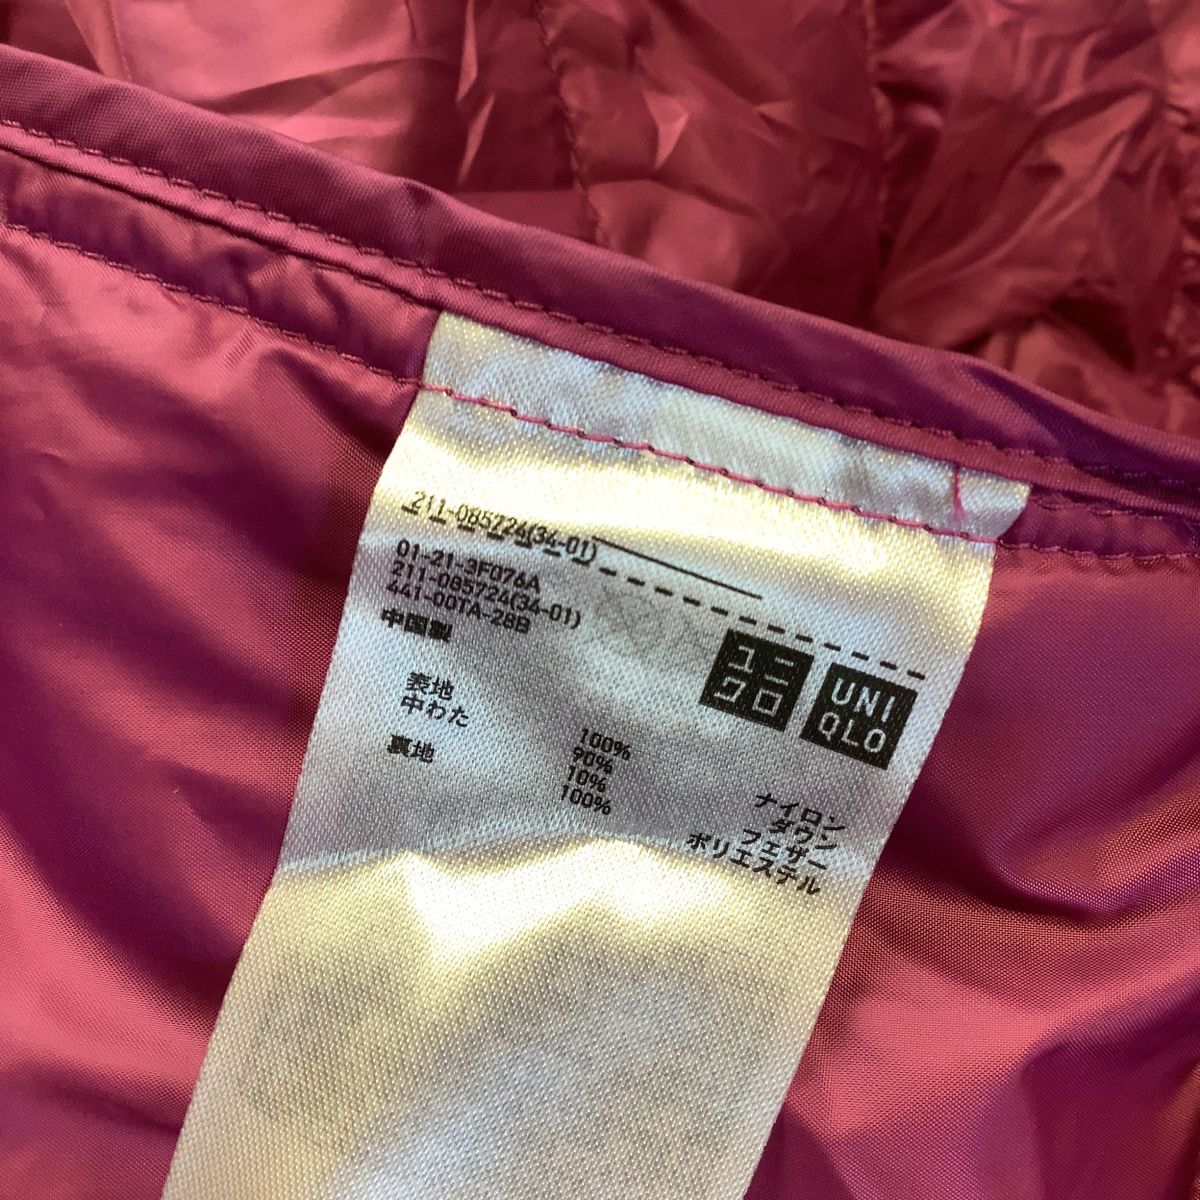 211-085724(34-01)
01-21-3F076A
211-085724(34-01)
441-00TA-28B
中国製
ユニ
クロ
UNI
QLO
表地 100% ナイロン
中わた 90% ダウン
10% フェザー
裏地 100% ポリエステル